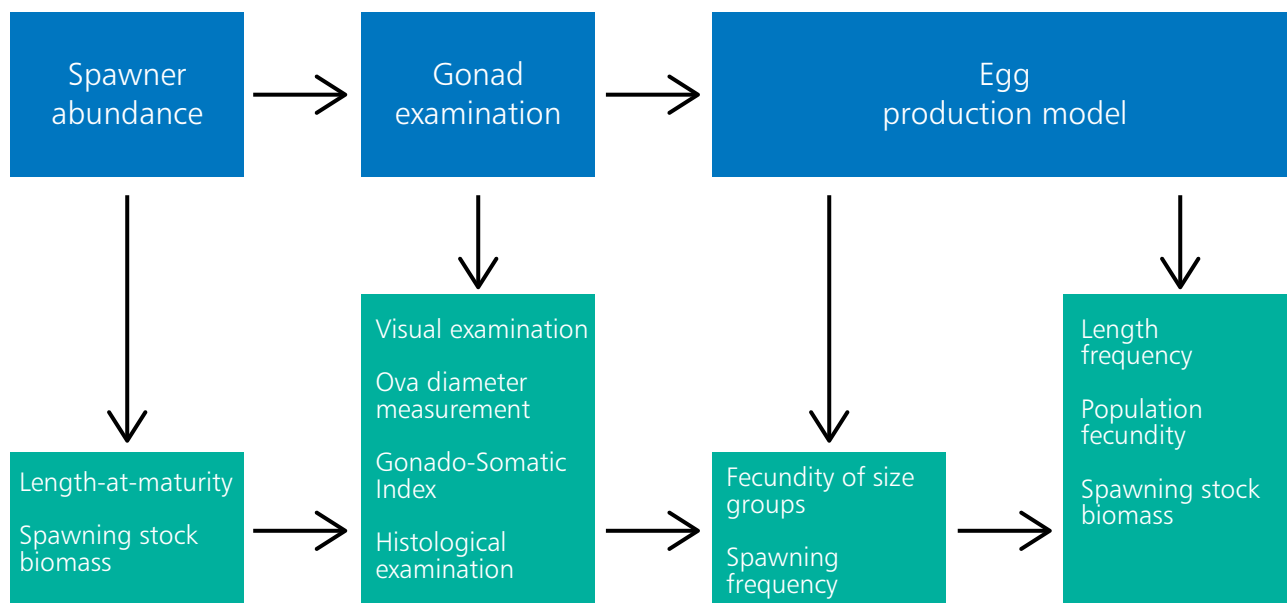 Spawner
abundance
Gonad
examination
Egg
production model
Length-at-maturity
Spawning stock
biomass
Visual examination
Ova diameter
measurement
Gonado-Somatic
Index
Histological
examination
Fecundity of size
groups
Spawning
frequency
Length
frequency
Population
fecundity
Spawning stock
biomass